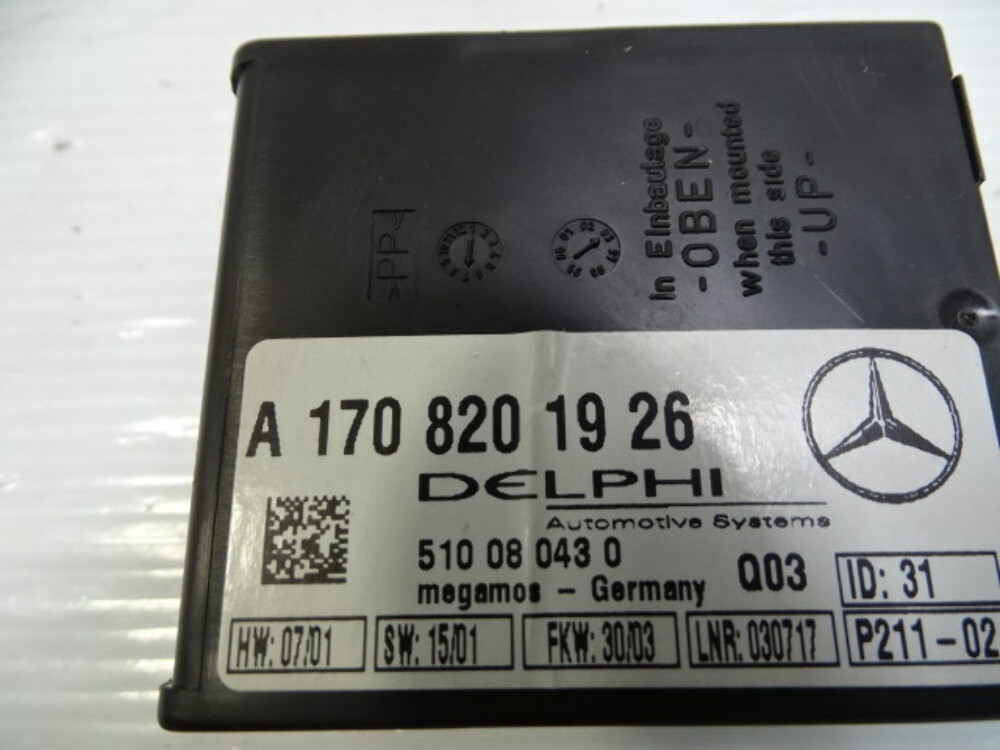 >PP<
in Einbaulage
-OBEN-
when mounted
this side
-UP-
A 170 820 19 26
DELPHI
Automotive Systems
510 08 043 0
megamos - Germany
Q03
ID: 31
HW: 07/01
SW: 15/01
FKW: 30/03
LNR: 030717
P211-02